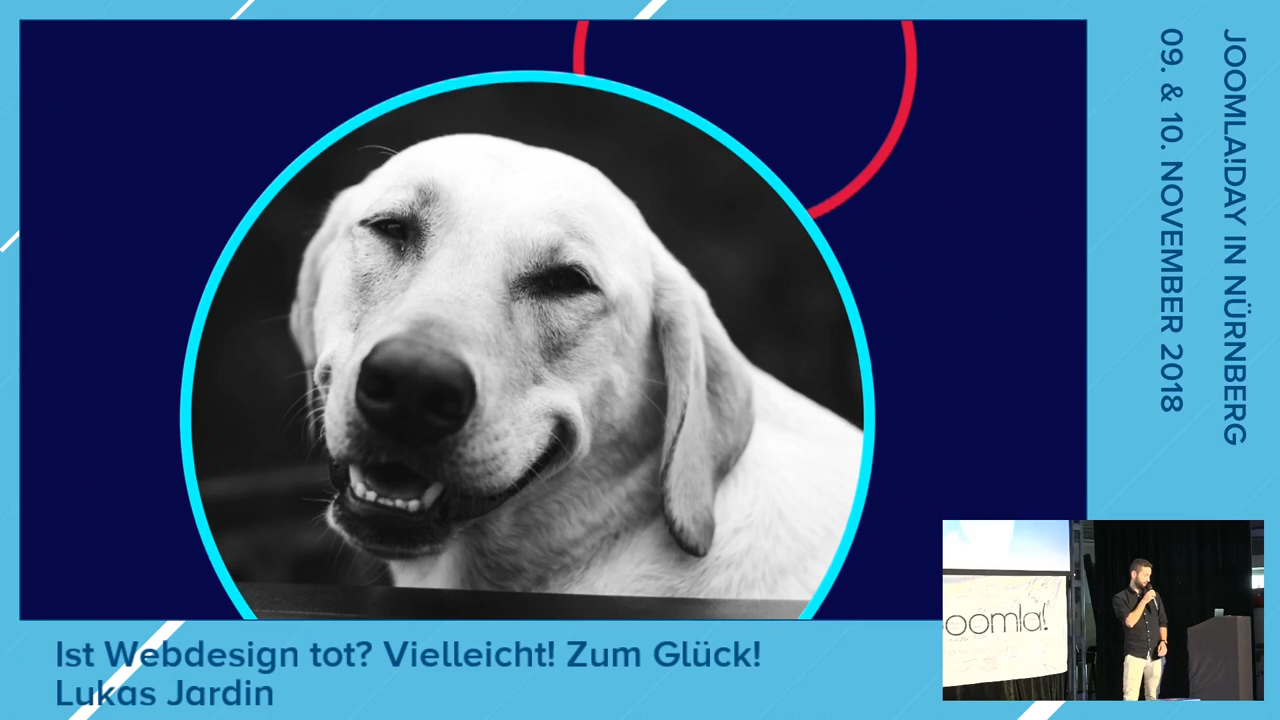 JOOMLA!DAY IN NÜRNBERG
09. & 10. NOVEMBER 2018
Ist Webdesign tot? Vielleicht! Zum Glück!
Lukas Jardin
oomla!